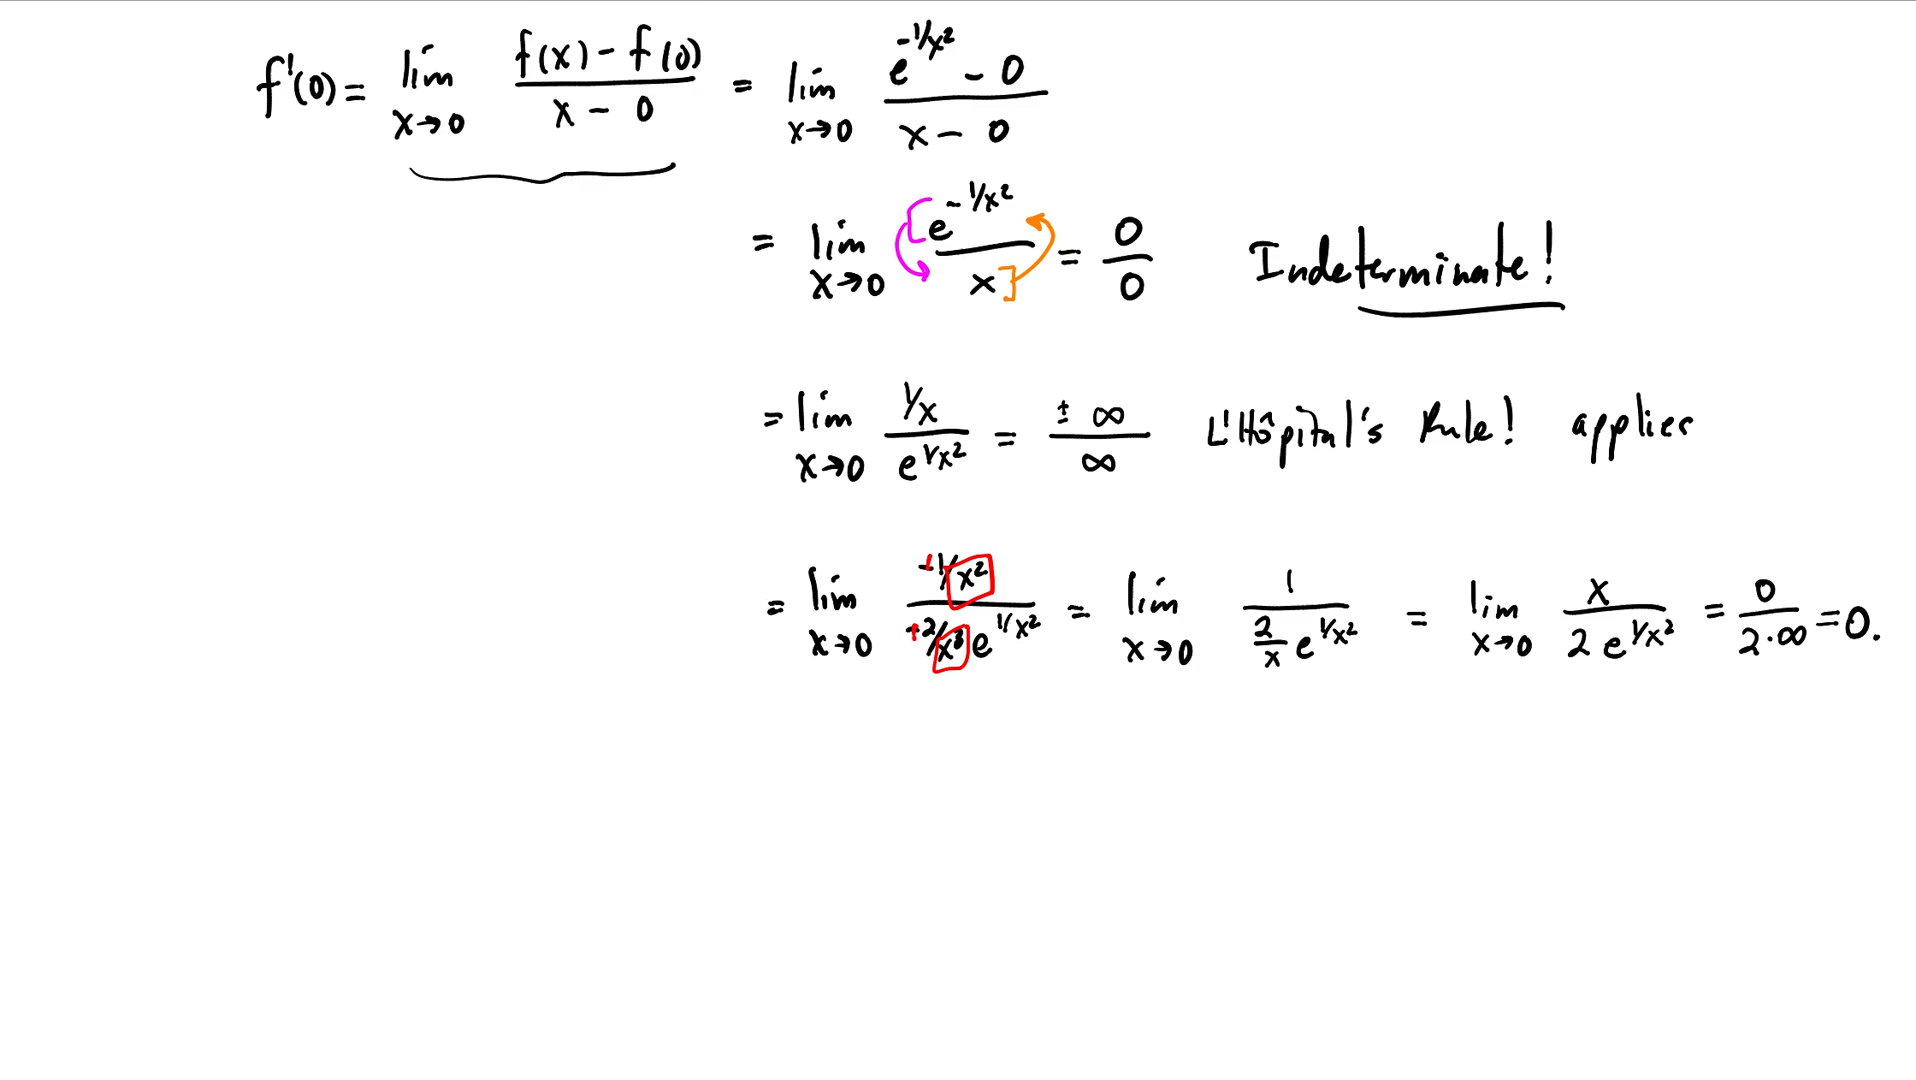 f'(0) = lim x→0 (f(x) - f(0))/(x - 0) = lim x→0 (e^(-1/x²) - 0)/(x - 0)
= lim x→0 e^(-1/x²)/x = 0/0 Indeterminate!
= lim x→0 (1/x)/(e^(1/x²)) = ±∞/∞ L'Hôpital's Rule! applies
= lim x→0 (-1/x²)/(-2/x³ e^(1/x²)) = lim x→0 1/(2/x e^(1/x²)) = lim x→0 x/(2 e^(1/x²)) = 0/(2·∞) = 0.